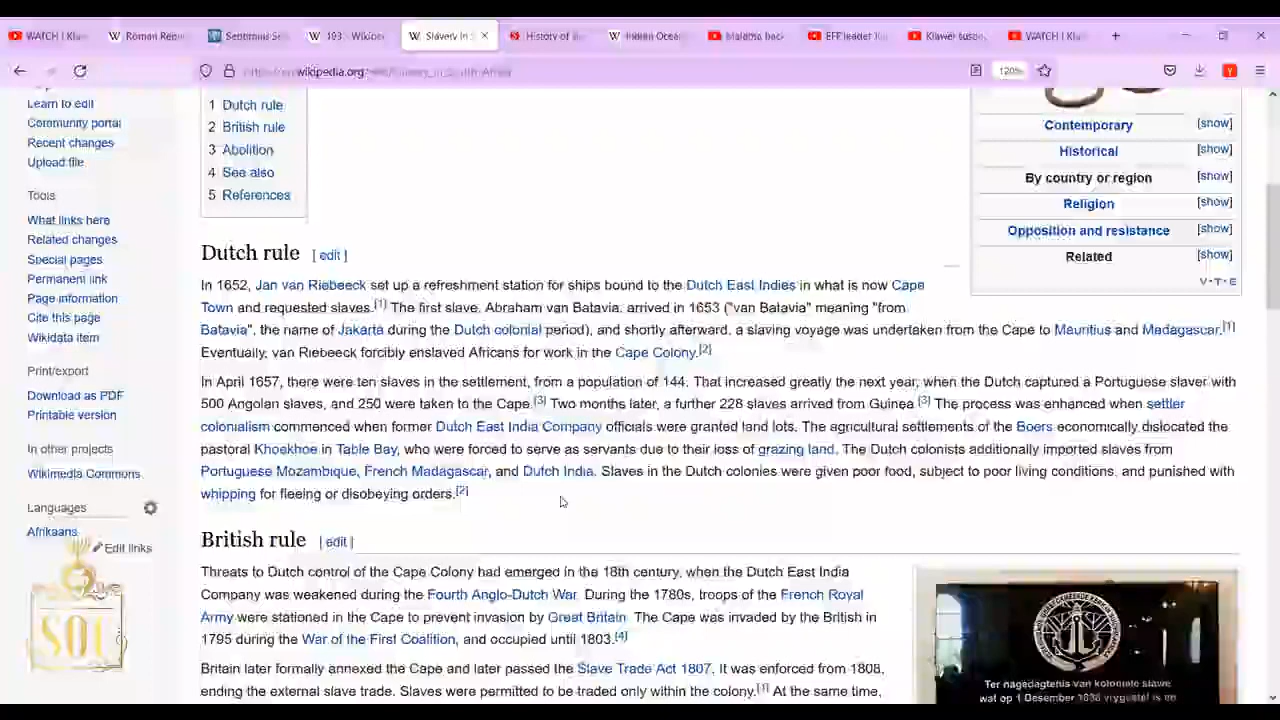 WATCH | Kla
Roman Repu
Septimius Se
193 - Wikipe
Slavery in S
History of
Indian Ocea
Malema bac
EFF leader
Klawer susp
WATCH | Kla
wikipedia.org
120%
Learn to edit
Community portal
Recent changes
Upload file
Tools
What links here
Related changes
Special pages
Permanent link
Page information
Cite this page
Wikidata item
Print/export
Download as PDF
Printable version
In other projects
Wikimedia Commons
Languages
Afrikaans
Edit links
SOL
1 Dutch rule
2 British rule
3 Abolition
4 See also
5 References
Contemporary [show]
Historical [show]
By country or region [show]
Religion [show]
Opposition and resistance [show]
Related [show]
V·T·E
Dutch rule [ edit ]
In 1652, Jan van Riebeeck set up a refreshment station for ships bound to the Dutch East Indies in what is now Cape
Town and requested slaves.[1] The first slave, Abraham van Batavia, arrived in 1653 ("van Batavia" meaning "from
Batavia", the name of Jakarta during the Dutch colonial period), and shortly afterward, a slaving voyage was undertaken from the Cape to Mauritius and Madagascar.[1]
Eventually, van Riebeeck forcibly enslaved Africans for work in the Cape Colony.[2]
In April 1657, there were ten slaves in the settlement, from a population of 144. That increased greatly the next year, when the Dutch captured a Portuguese slaver with
500 Angolan slaves, and 250 were taken to the Cape.[3] Two months later, a further 228 slaves arrived from Guinea.[3] The process was enhanced when settler
colonialism commenced when former Dutch East India Company officials were granted land lots. The agricultural settlements of the Boers economically dislocated the
pastoral Khoekhoe in Table Bay, who were forced to serve as servants due to their loss of grazing land. The Dutch colonists additionally imported slaves from
Portuguese Mozambique, French Madagascar, and Dutch India. Slaves in the Dutch colonies were given poor food, subject to poor living conditions, and punished with
whipping for fleeing or disobeying orders.[2]
British rule [ edit ]
Threats to Dutch control of the Cape Colony had emerged in the 18th century, when the Dutch East India
Company was weakened during the Fourth Anglo-Dutch War. During the 1780s, troops of the French Royal
Army were stationed in the Cape to prevent invasion by Great Britain. The Cape was invaded by the British in
1795 during the War of the First Coalition, and occupied until 1803.[4]
Britain later formally annexed the Cape and later passed the Slave Trade Act 1807. It was enforced from 1808,
ending the external slave trade. Slaves were permitted to be traded only within the colony.[3] At the same time,
Ter nagedagtenis van koloniale slawe
wat op 1 Desember 1838 vrygestel is